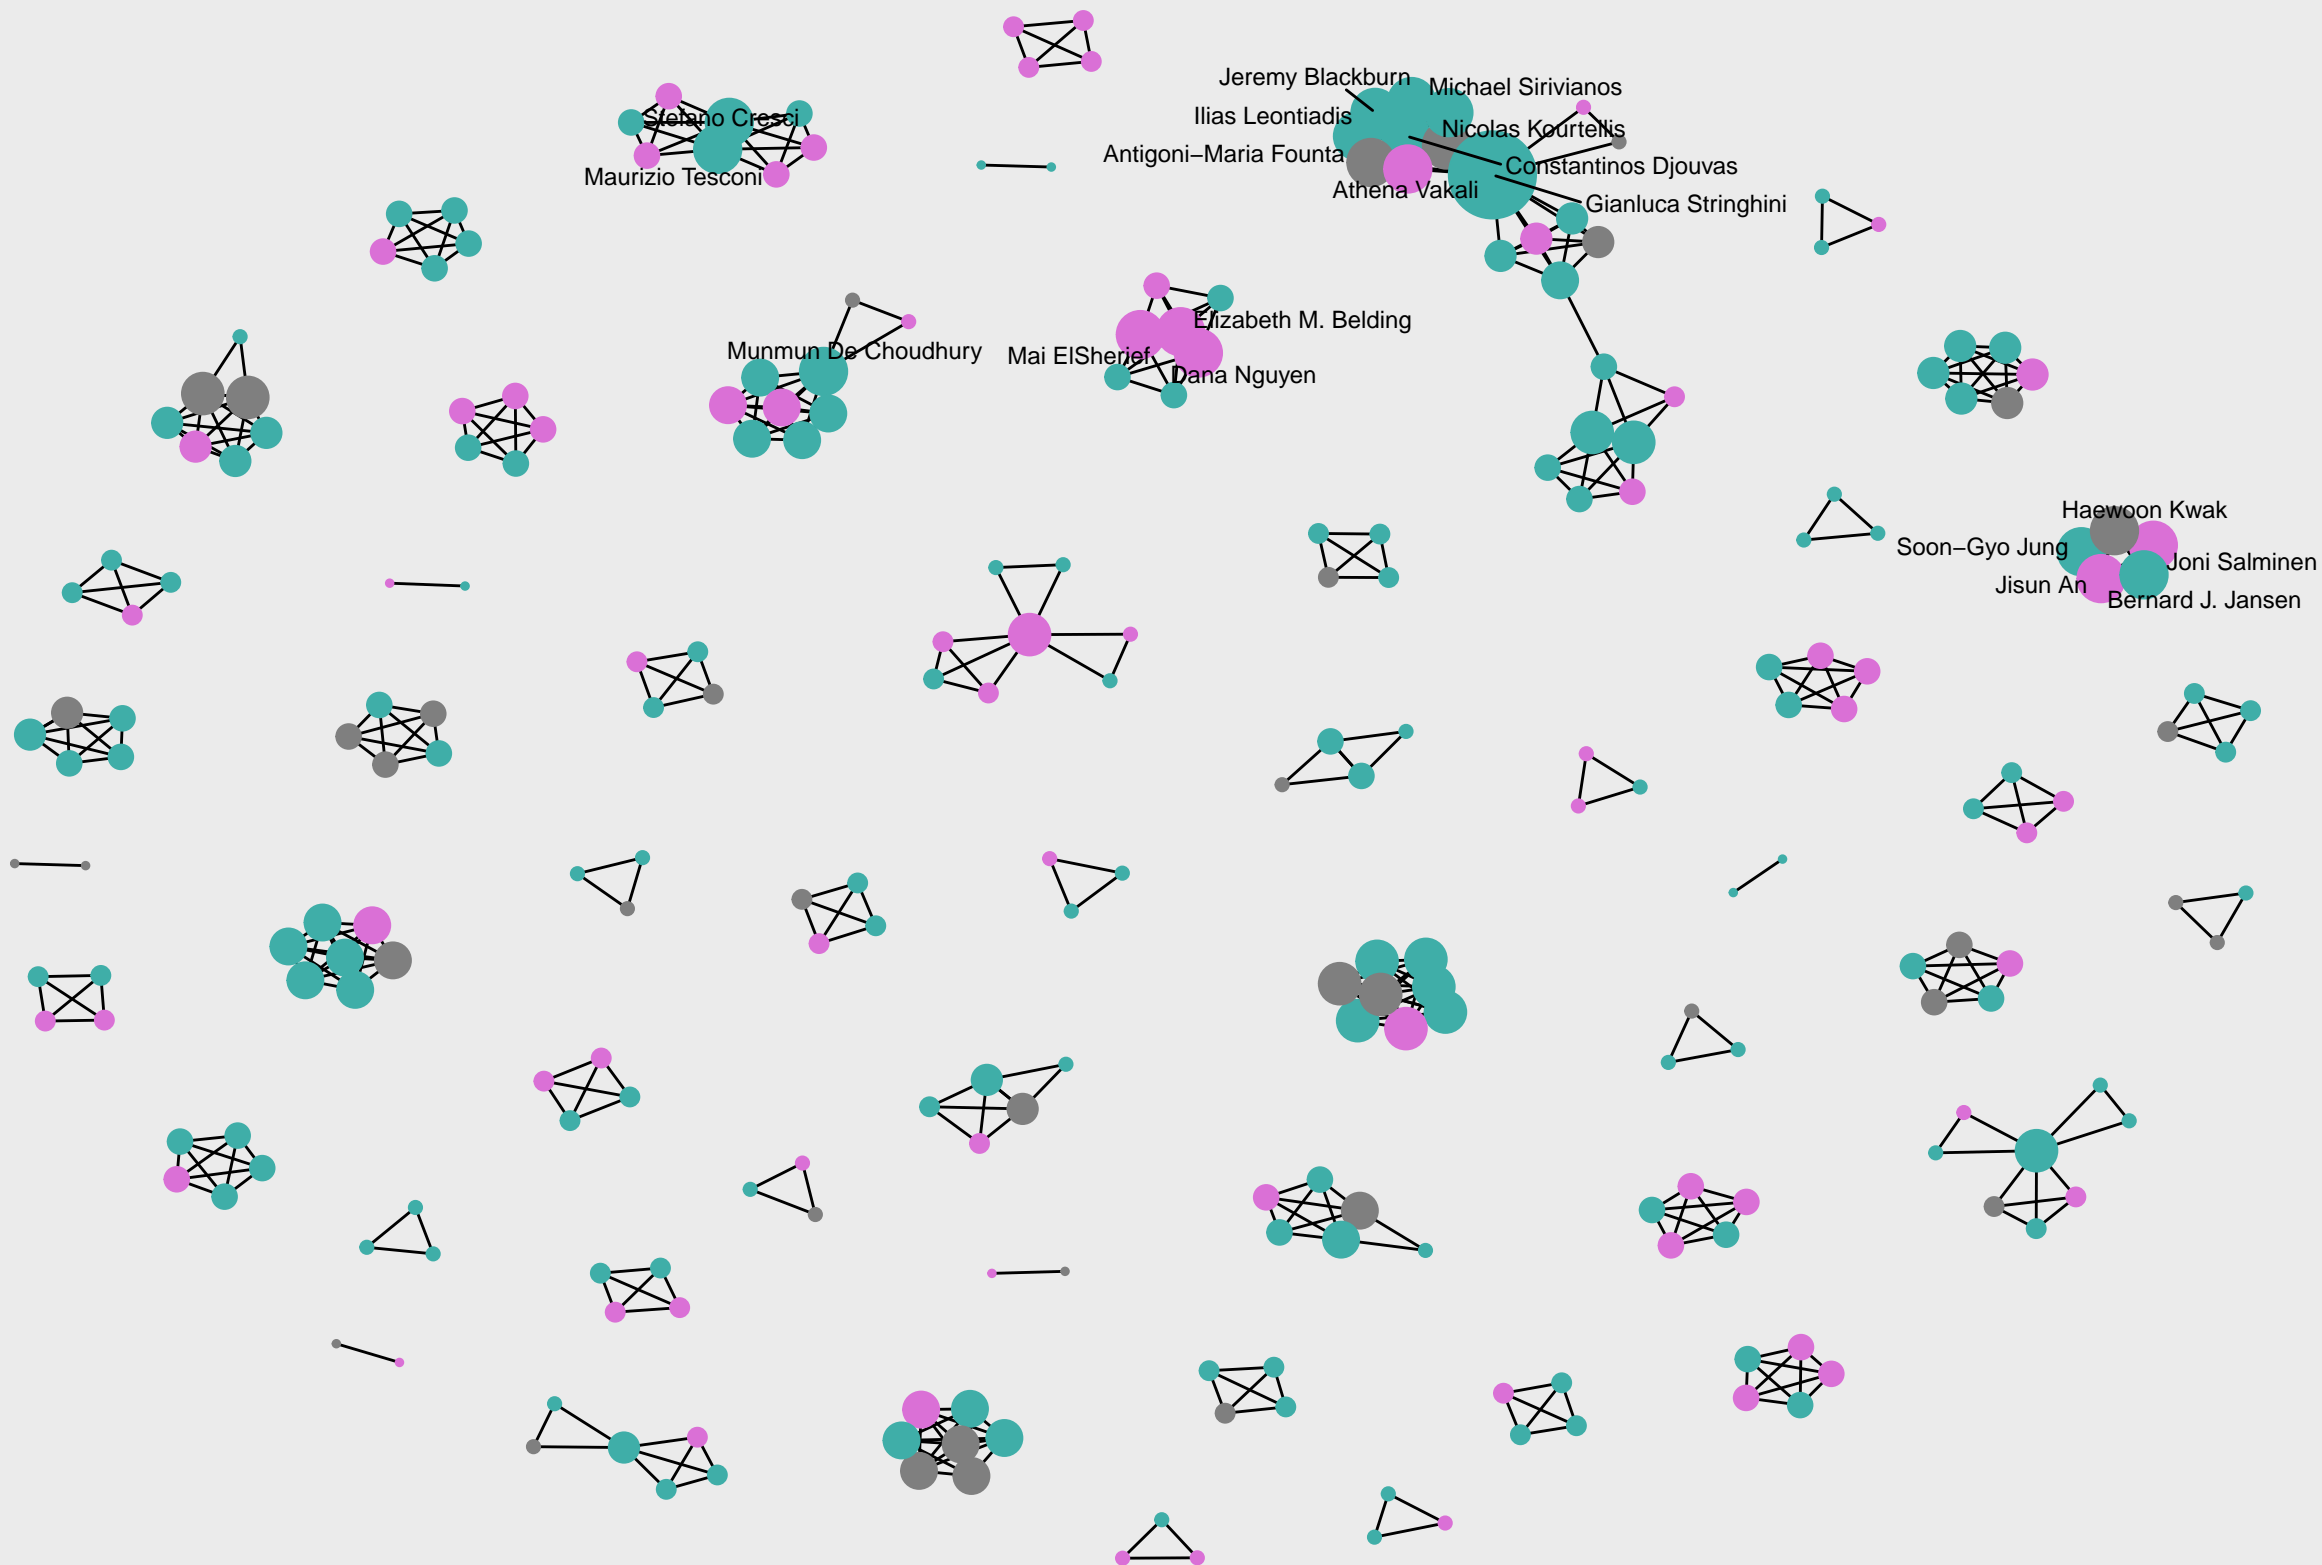 Jeremy Blackburn
Michael Sirivianos
Ilias Leontiadis
Stefano Cresci
Nicolas Kourtellis
Antigoni−Maria Founta
Constantinos Djouvas
Maurizio Tesconi
Athena Vakali
Gianluca Stringhini
Elizabeth M. Belding
Munmun De Choudhury
Mai ElSherief
Dana Nguyen
Haewoon Kwak
Soon−Gyo Jung
Joni Salminen
Jisun An
Bernard J. Jansen